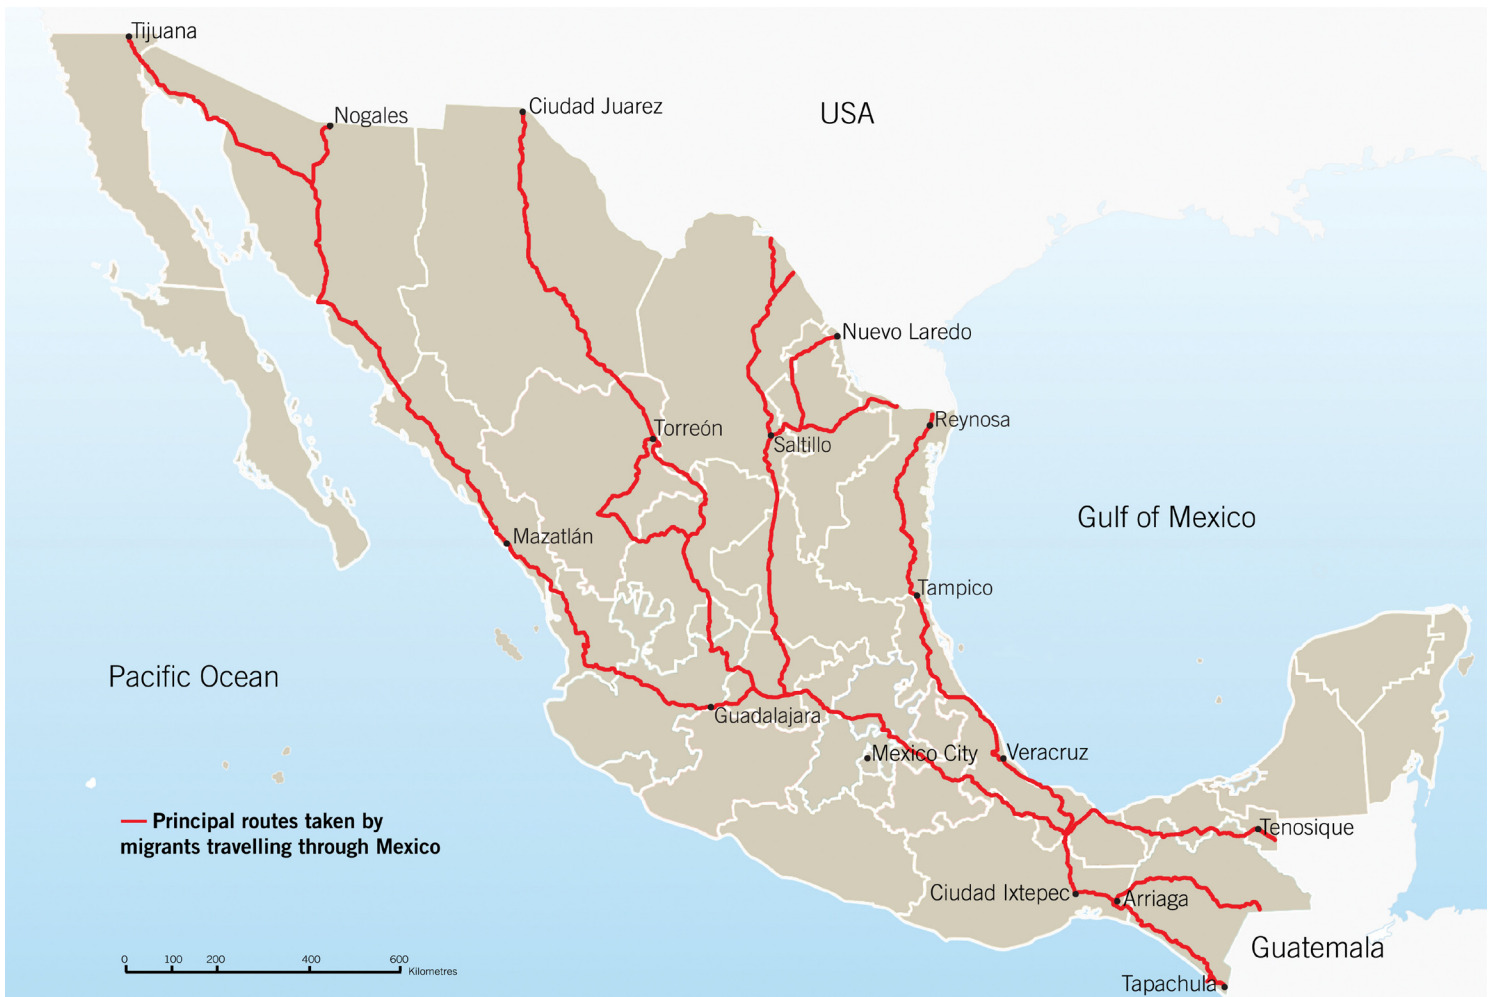 Tijuana
Nogales
Ciudad Juarez
USA
Nuevo Laredo
Reynosa
Torreón
Saltillo
Gulf of Mexico
Mazatlán
Tampico
Pacific Ocean
Guadalajara
Mexico City
Veracruz
Principal routes taken by
migrants travelling through Mexico
Tenosique
Ciudad Ixtepec
Arriaga
Guatemala
0 100 200 400 600
Kilometres
Tapachula